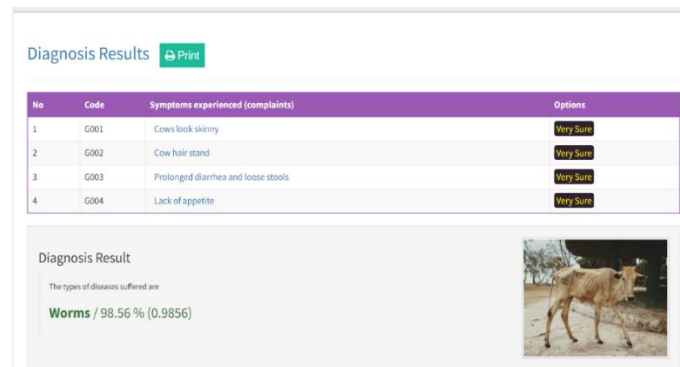 Diagnosis Results Print
No Code Symptoms experienced (complaints) Options
1 G001 Cows look skinny Very Sure
2 G002 Cow hair stand Very Sure
3 G003 Prolonged diarrhea and loose stools Very Sure
4 G004 Lack of appetite Very Sure
Diagnosis Result
The types of diseases suffered are
Worms / 98.56 % (0.9856)